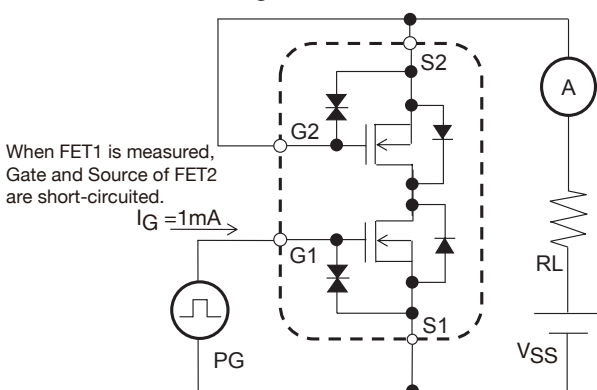 S2
A
G2
When FET1 is measured,
Gate and Source of FET2
are short-circuited.
IG =1mA
G1
RL
S1
VSS
PG